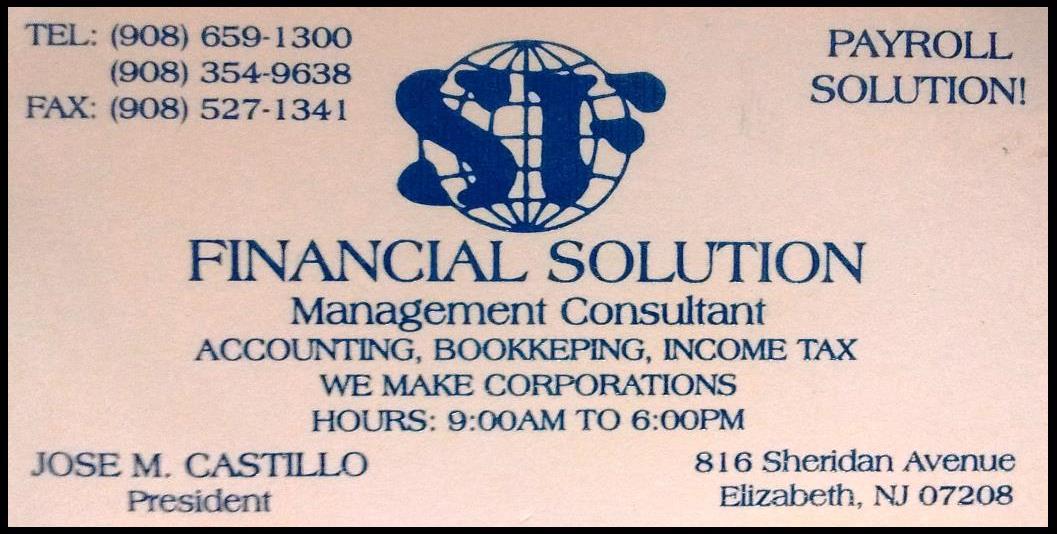 TEL: (908) 659-1300
(908) 354-9638
FAX: (908) 527-1341
PAYROLL
SOLUTION!
SF
FINANCIAL SOLUTION
Management Consultant
ACCOUNTING, BOOKKEPING, INCOME TAX
WE MAKE CORPORATIONS
HOURS: 9:00AM TO 6:00PM
JOSE M. CASTILLO
President
816 Sheridan Avenue
Elizabeth, NJ 07208